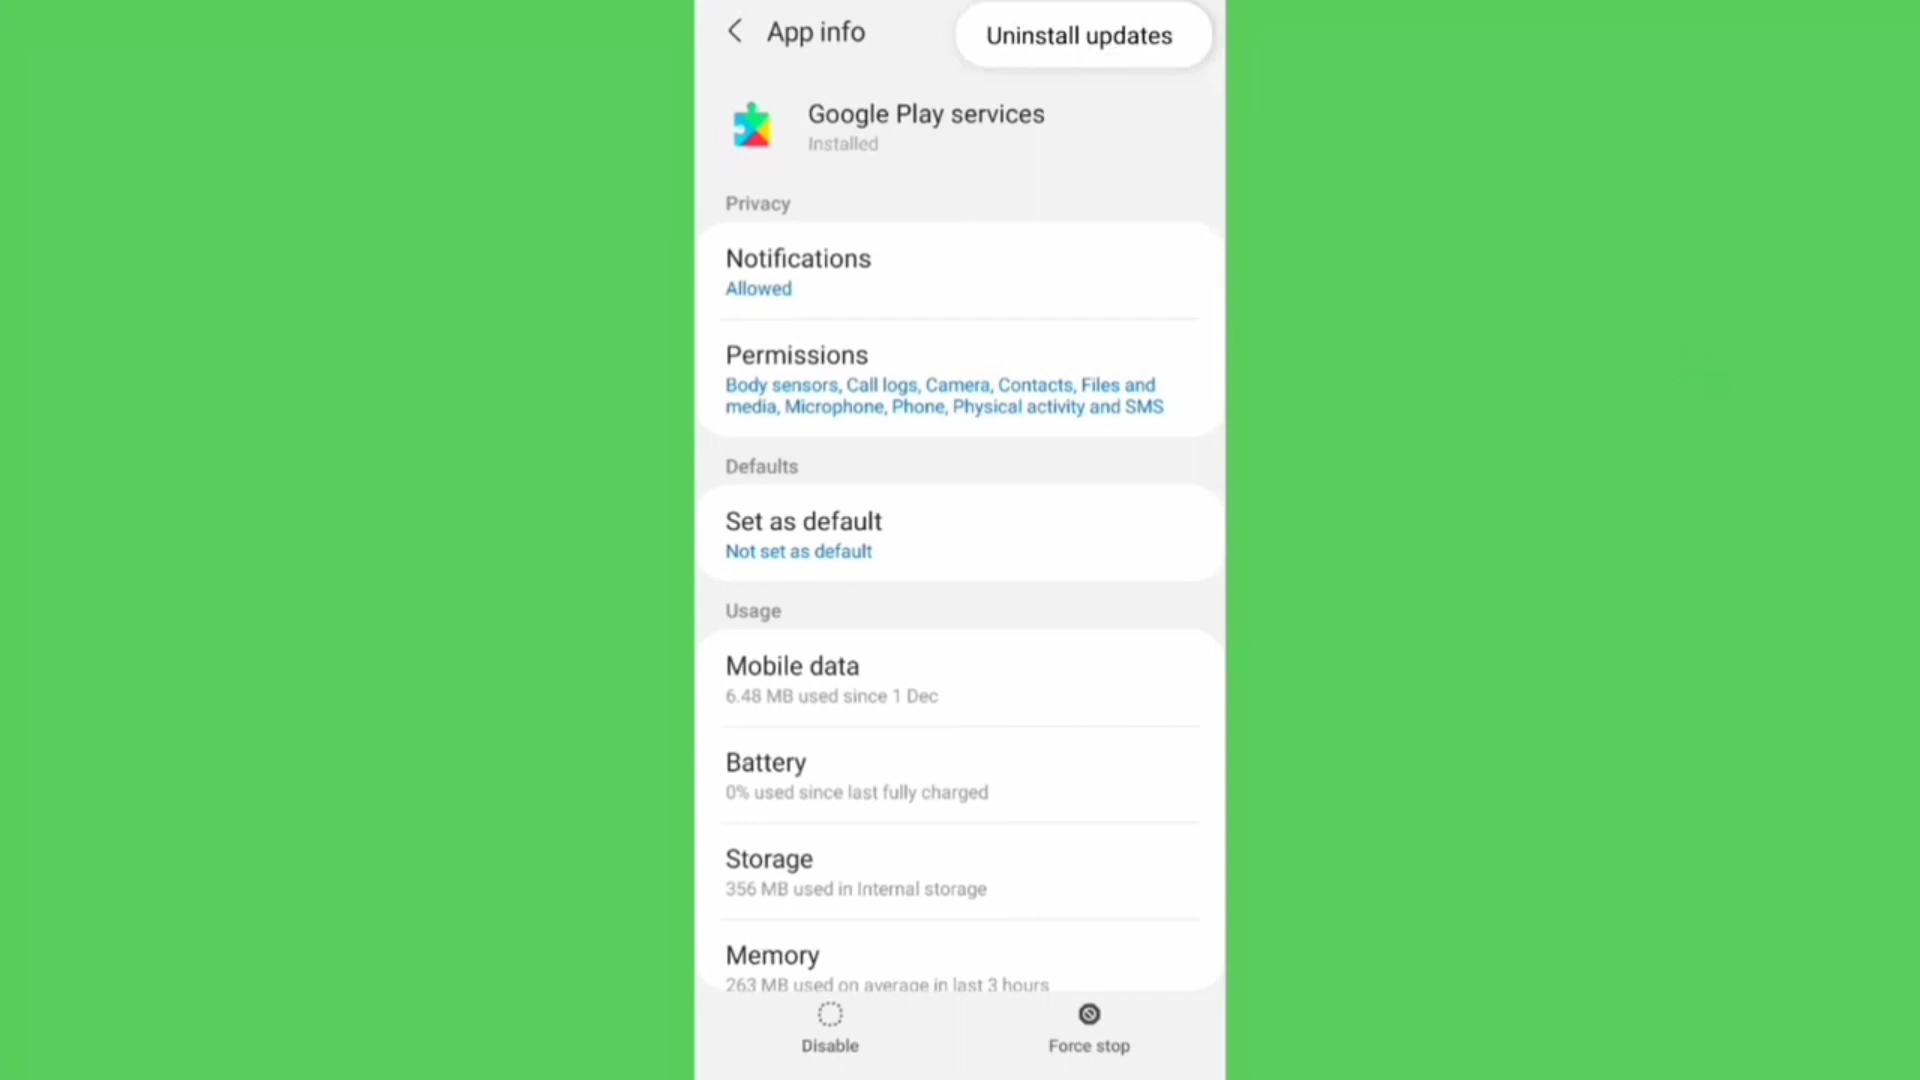 App info
Uninstall updates
Google Play services
Installed
Privacy
Notifications
Allowed
Permissions
Body sensors, Call logs, Camera, Contacts, Files and
media, Microphone, Phone, Physical activity and SMS
Defaults
Set as default
Not set as default
Usage
Mobile data
6.48 MB used since 1 Dec
Battery
0% used since last fully charged
Storage
356 MB used in Internal storage
Memory
263 MB used on average in last 3 hours
Disable
Force stop